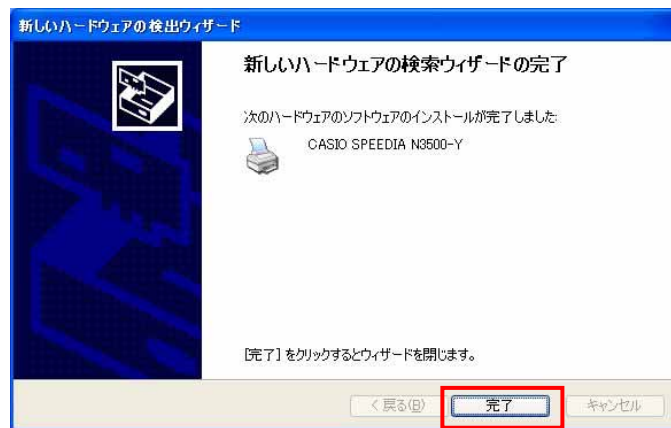 新しいハードウェアの検出ウィザード
新しいハードウェアの検索ウィザードの完了
次のハードウェアのソフトウェアのインストールが完了しました:
CASIO SPEEDIA N3500-Y
[完了] をクリックするとウィザードを閉じます。
< 戻る(B)
完了
キャンセル